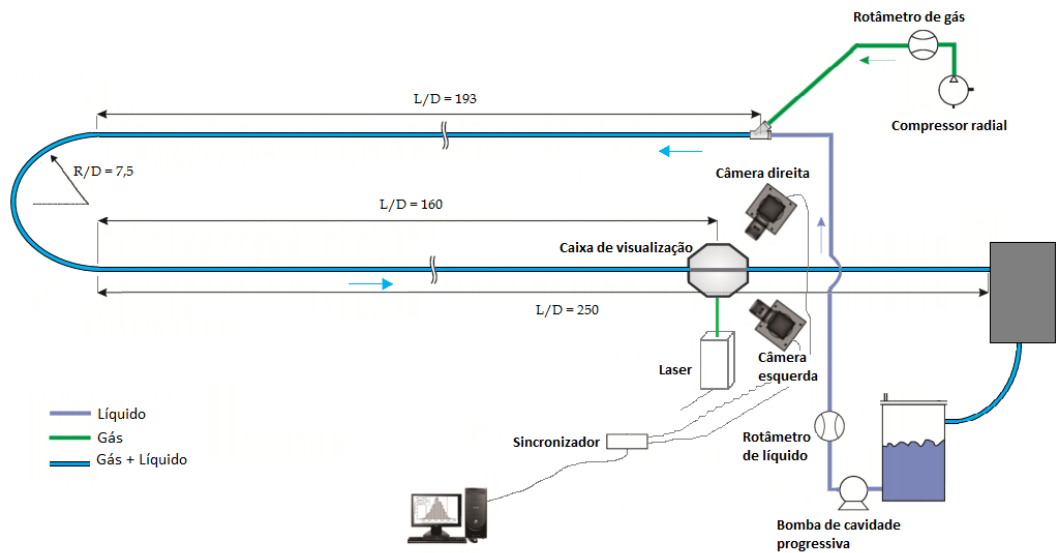 Rotâmetro de gás
L/D = 193
Compressor radial
R/D = 7,5
Câmera direita
L/D = 160
Caixa de visualização
L/D = 250
Laser
Câmera
esquerda
Líquido
Gás
Gás + Líquido
Sincronizador
Rotâmetro
de líquido
Bomba de cavidade
progressiva